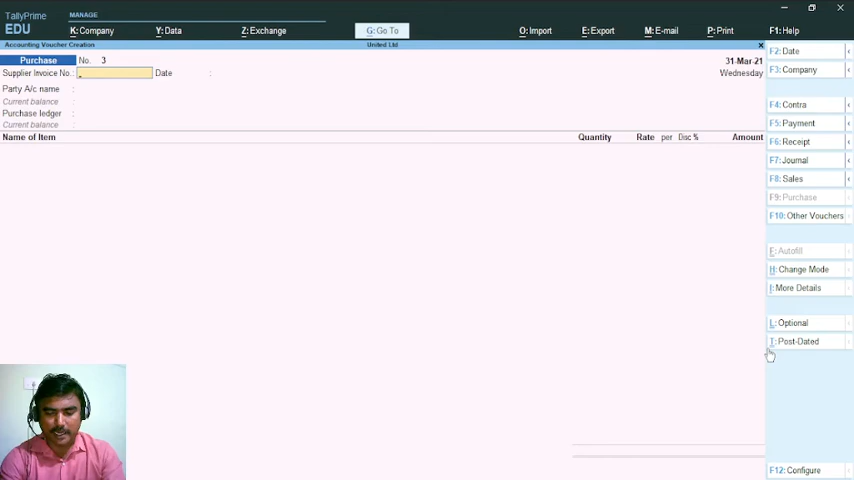 TallyPrime
EDU
MANAGE
K: Company
Y: Data
Z: Exchange
G: Go To
O: Import
E: Export
M: E-mail
P: Print
F1: Help
Accounting Voucher Creation
United Ltd
Purchase No. 3
31-Mar-21
Supplier Invoice No.: Date :
Wednesday
Party A/c name :
Current balance :
Purchase ledger :
Current balance :
Name of Item Quantity Rate per Disc % Amount
F2: Date
F3: Company
F4: Contra
F5: Payment
F6: Receipt
F7: Journal
F8: Sales
F9: Purchase
F10: Other Vouchers
E: Autofill
H: Change Mode
I: More Details
L: Optional
T: Post-Dated
F12: Configure